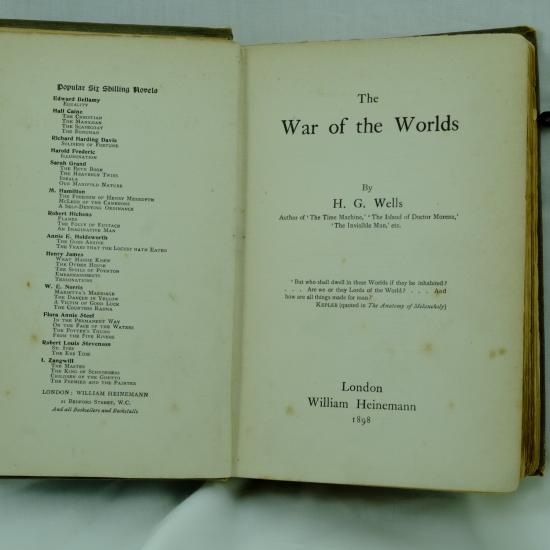 Popular Six Shilling Novels
Edward Bellamy
Equality
Hall Caine
The Christian
The Manxman
The Scapegoat
The Bondman
Richard Harding Davis
Soldiers of Fortune
Harold Frederic
Illumination
Sarah Grand
The Beth Book
The Heavenly Twins
Ideala
Our Manifold Nature
M. Hamilton
The Freedom of Henry Meredyth
McLeod of the Camerons
A Self-Denying Ordinance
Robert Hichens
Flames
The Folly of Eustace
An Imaginative Man
Annie E. Holdsworth
The Gods Arrive
The Years that the Locust hath Eaten
Henry James
What Maisie Knew
The Other House
The Spoils of Poynton
Embarrassments
Terminations
W. E. Norris
Marietta's Marriage
The Dancer in Yellow
A Victim of Good Luck
The Countess Radna
Flora Annie Steel
In the Permanent Way
On the Face of the Waters
The Potter's Thumb
From the Five Rivers
Robert Louis Stevenson
St. Ives
The Ebb Tide
I. Zangwill
The Master
The King of Schnorrers
Children of the Ghetto
The Premier and the Painter
LONDON: WILLIAM HEINEMANN
21 Bedford Street, W.C.
And all Booksellers and Bookstalls
The
War of the Worlds
By
H. G. Wells
Author of 'The Time Machine,' 'The Island of Doctor Moreau,'
'The Invisible Man,' etc.
'But who shall dwell in these Worlds if they be inhabited?
. . . . Are we or they Lords of the World? . . . . And
how are all things made for man?'
Kepler (quoted in The Anatomy of Melancholy)
London
William Heinemann
1898